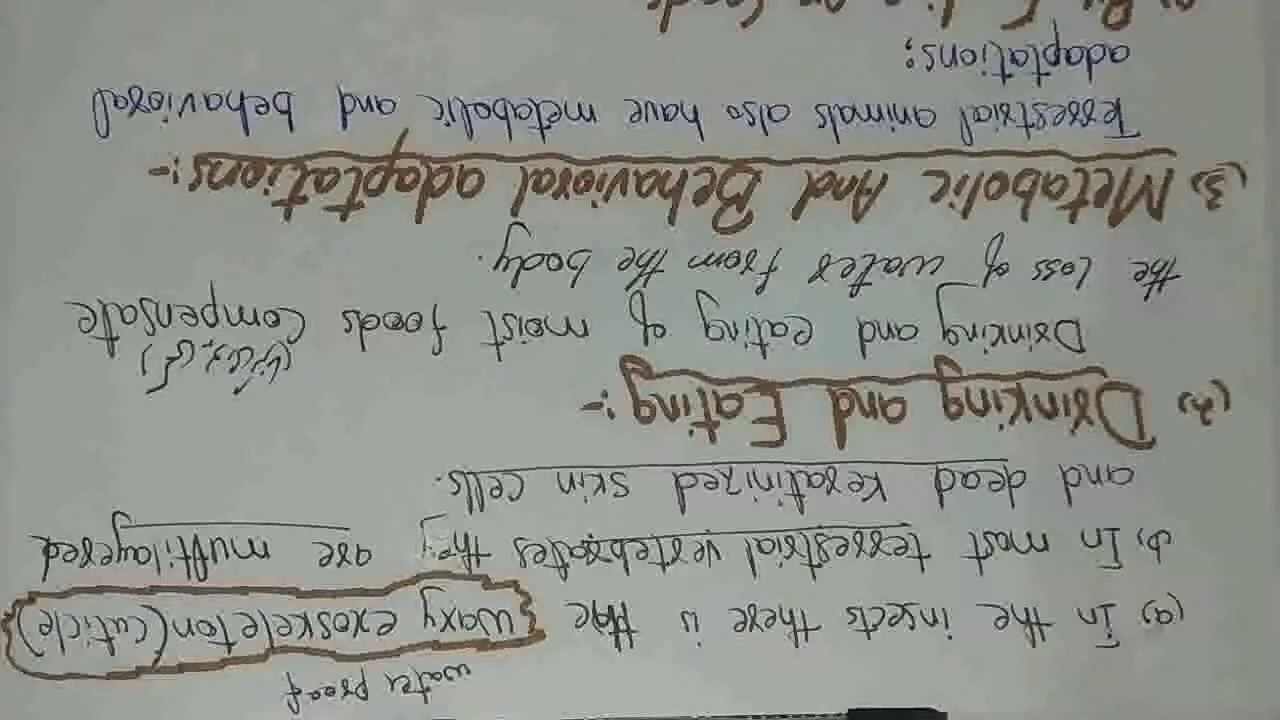 water proof
(a) In the insects there is the waxy exoskeleton (cuticle)
b) In most terrestrial vertebrates they are multilayered
and dead keratinized skin cells.
(2) Drinking and Eating:-
Drinking and eating of moist foods compensate
the loss of water from the body.
(3) Metabolic And Behavioral adaptations:-
Terrestrial animals also have metabolic and behavioral
adaptations: